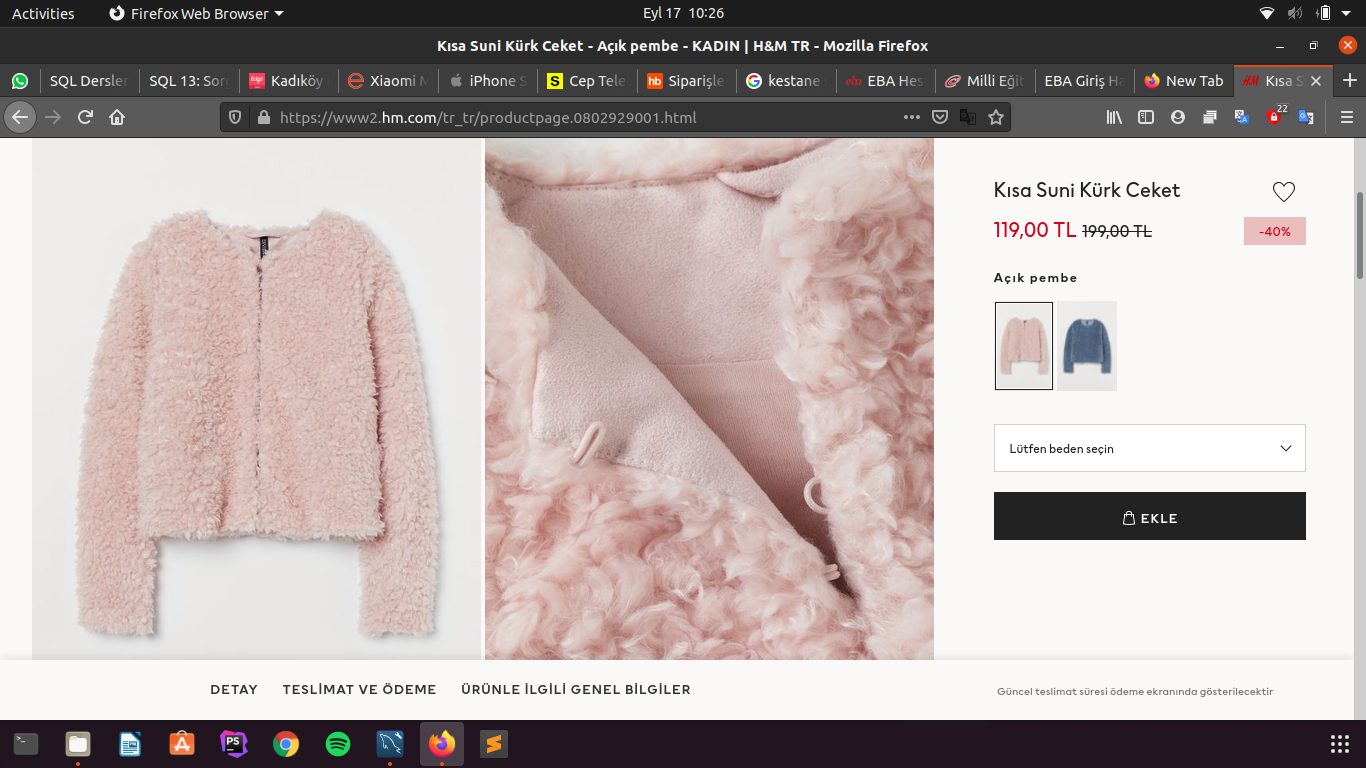 Activities
Firefox Web Browser
Eyl 17 10:26
Kısa Suni Kürk Ceket - Açık pembe - KADIN | H&M TR - Mozilla Firefox
SQL Dersler
SQL 13: Sor
Kadıköy
Xiaomi
iPhone S
Cep Tele
hb
Siparişle
kestane
EBA Hes
Milli Eği
EBA Giriş Ha
New Tab
H&M
Kısa S
https://www2.hm.com/tr_tr/productpage.0802929001.html
22
Kısa Suni Kürk Ceket
119,00 TL 199,00 TL
-40%
Açık pembe
Lütfen beden seçin
EKLE
DETAY
TESLİMAT VE ÖDEME
ÜRÜNLE İLGİLİ GENEL BİLGİLER
Güncel teslimat süresi ödeme ekranında gösterilecektir
PS